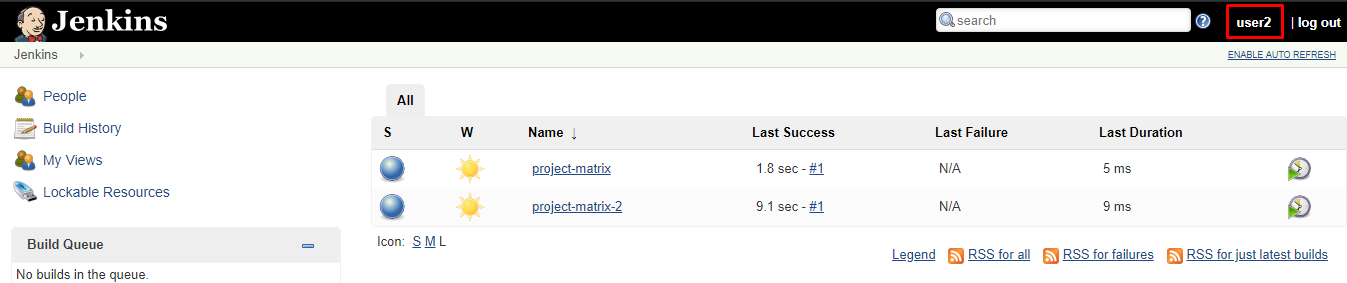 Jenkins search user2 | log out
Jenkins ENABLE AUTO REFRESH
People
Build History
My Views
Lockable Resources
Build Queue
No builds in the queue.
All
S W Name ↓ Last Success Last Failure Last Duration
project-matrix 1.8 sec - #1 N/A 5 ms
project-matrix-2 9.1 sec - #1 N/A 9 ms
Icon: S M L
Legend RSS for all RSS for failures RSS for just latest builds